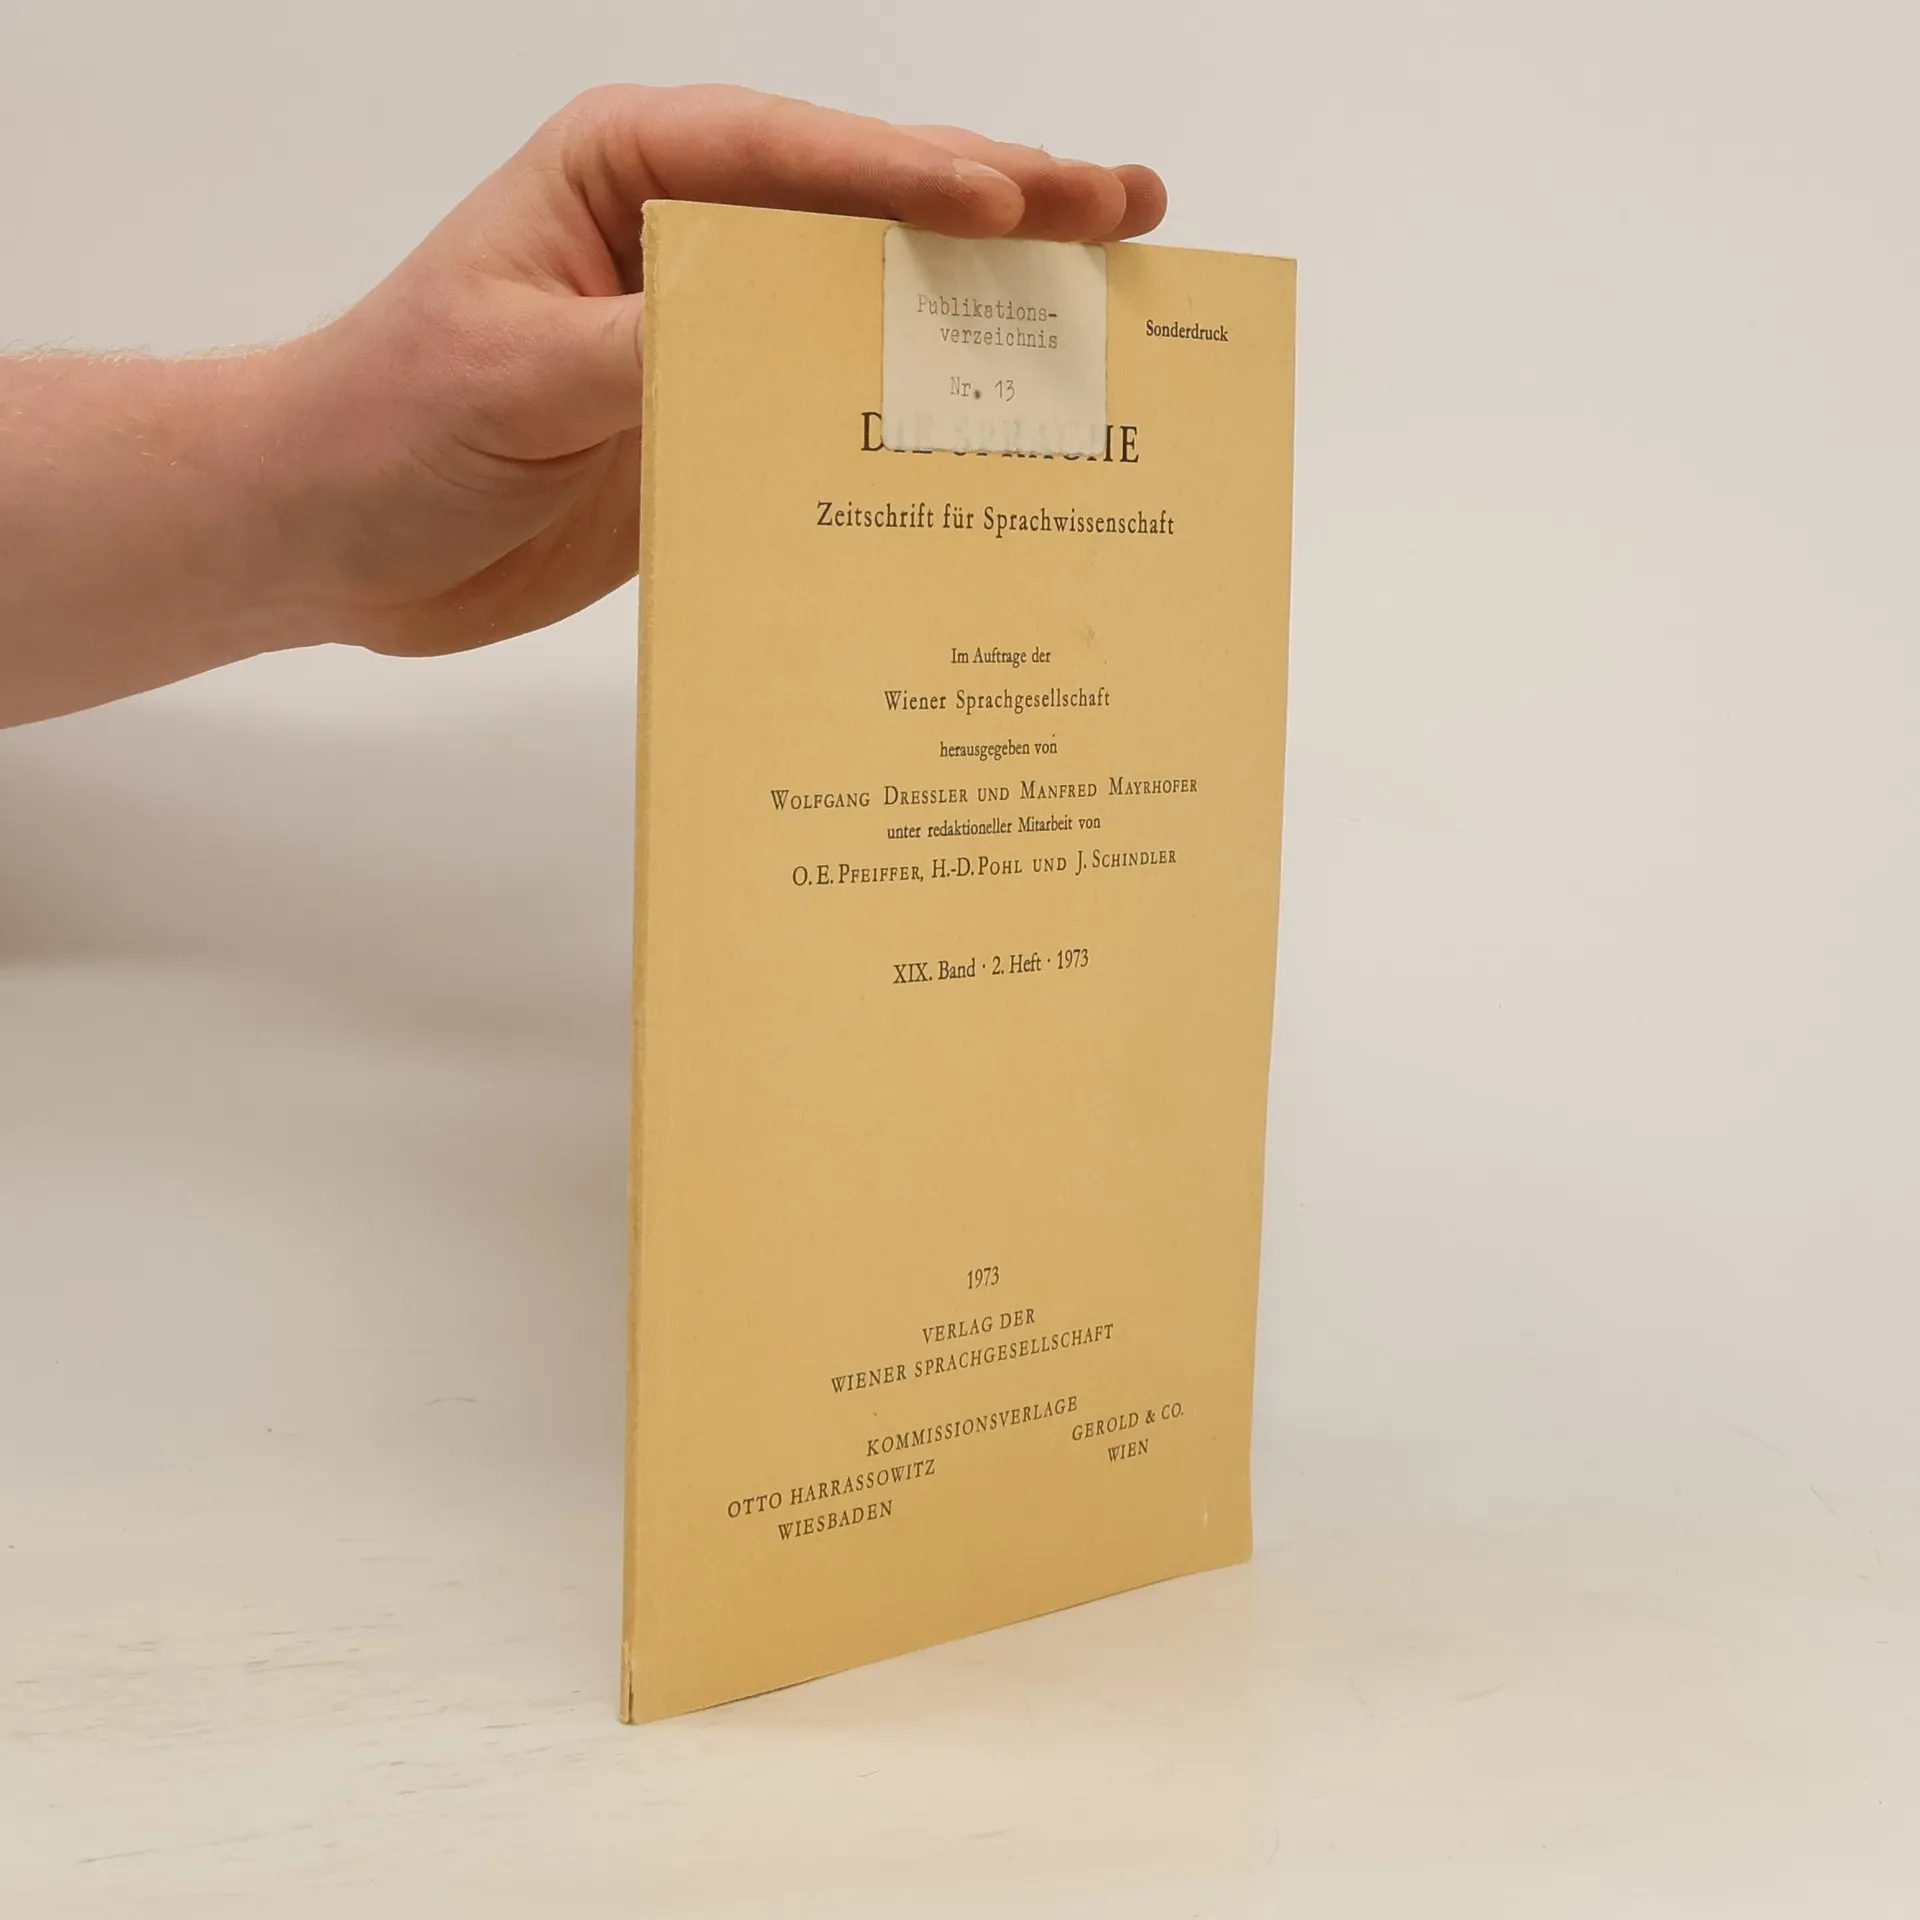 Publikations-
verzeichnis
Nr. 13
Sonderdruck
DIE SPRACHE
Zeitschrift für Sprachwissenschaft
Im Auftrage der
Wiener Sprachgesellschaft
herausgegeben von
WOLFGANG DRESSLER UND MANFRED MAYRHOFER
unter redaktioneller Mitarbeit von
O. E. PFEIFFER, H.-D. POHL UND J. SCHINDLER
XIX. Band · 2. Heft · 1973
1973
VERLAG DER
WIENER SPRACHGESELLSCHAFT
KOMMISSIONSVERLAGE
OTTO HARRASSOWITZ
WIESBADEN
GEROLD & CO.
WIEN